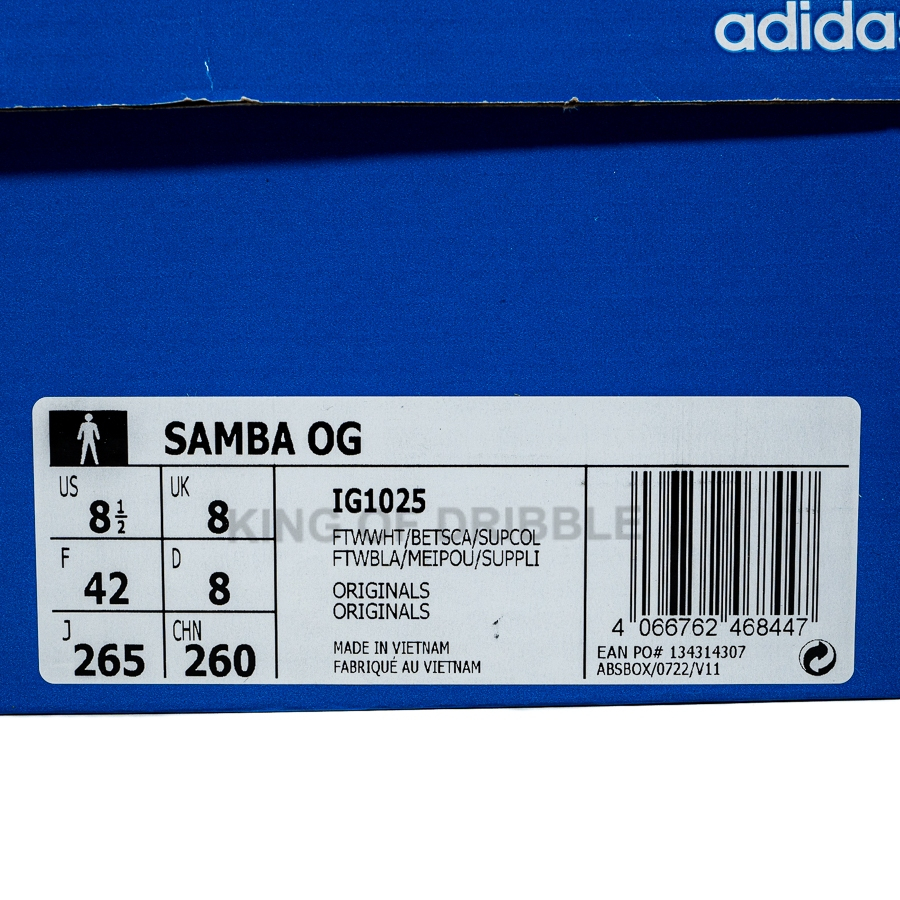 adidas
SAMBA OG
US 8 1/2
UK 8
F 42
D 8
J 265
CHN 260
IG1025
KING OF DRIBBLE
FTWWHT/BETSCA/SUPCOL
FTWBLA/MEIPOU/SUPPLI
ORIGINALS
ORIGINALS
MADE IN VIETNAM
FABRIQUÉ AU VIETNAM
4 066762 468447
EAN PO# 134314307
ABSBOX/0722/V11